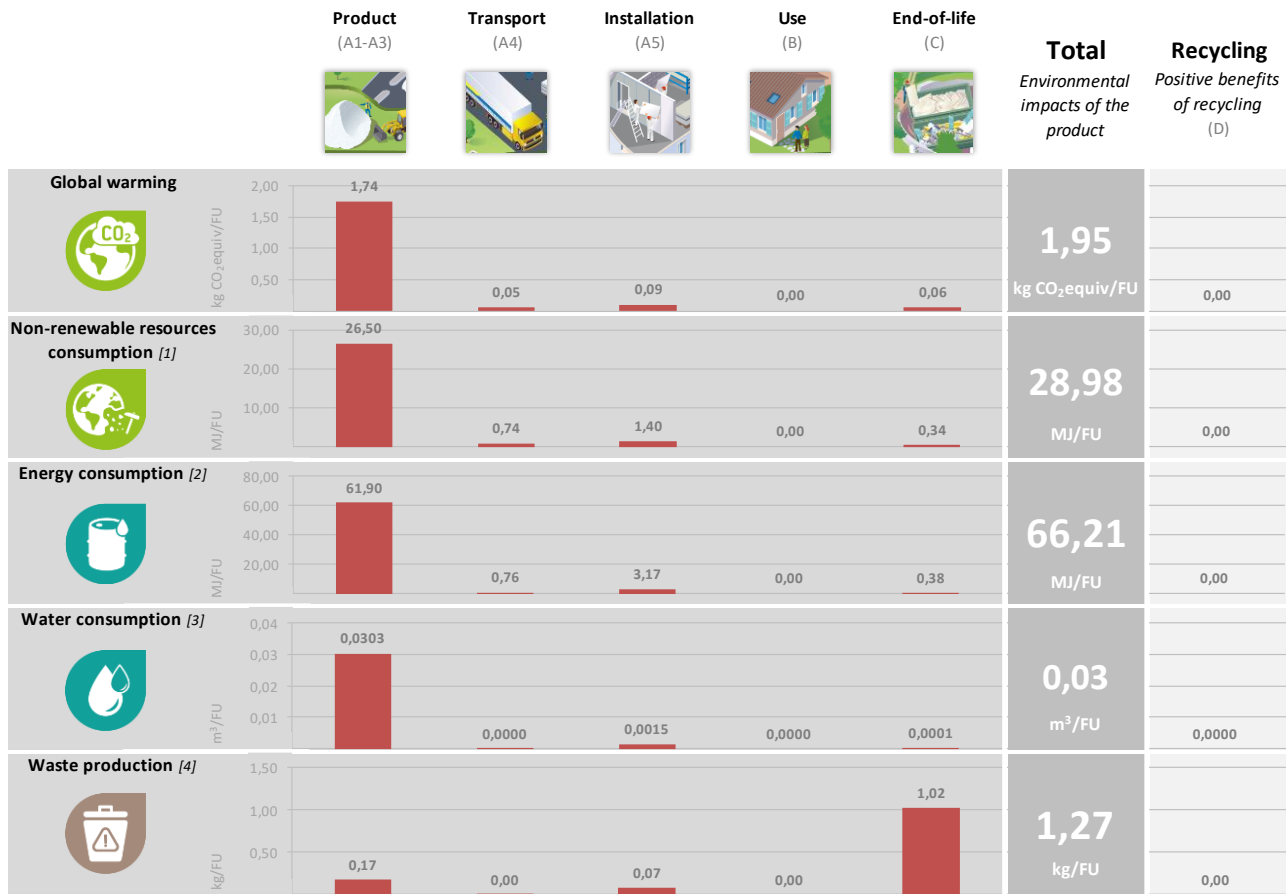 Product
(A1-A3)
Transport
(A4)
Installation
(A5)
Use
(B)
End-of-life
(C)
Total
Environmental
impacts of the
product
Recycling
Positive benefits
of recycling
(D)
Global warming
CO2
kg CO2equiv/FU
2,00
1,50
1,00
0,50
1,74
0,05
0,09
0,00
0,06
1,95
kg CO2equiv/FU
0,00
Non-renewable resources
consumption [1]
MJ/FU
30,00
20,00
10,00
26,50
0,74
1,40
0,00
0,34
28,98
MJ/FU
0,00
Energy consumption [2]
MJ/FU
80,00
60,00
40,00
20,00
61,90
0,76
3,17
0,00
0,38
66,21
MJ/FU
0,00
Water consumption [3]
m³/FU
0,04
0,03
0,02
0,01
0,0303
0,0000
0,0015
0,0000
0,0001
0,03
m³/FU
0,0000
Waste production [4]
kg/FU
1,50
1,00
0,50
0,17
0,00
0,07
0,00
1,02
1,27
kg/FU
0,00